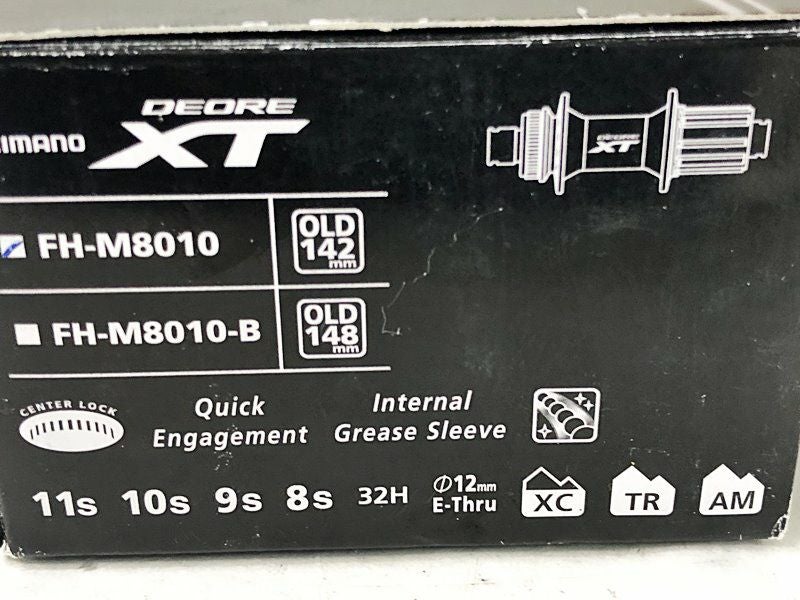 DEORE
XT
SHIMANO
DEORE
XT
FH-M8010
OLD
142
mm
FH-M8010-B
OLD
148
mm
CENTER LOCK
Quick
Engagement
Internal
Grease Sleeve
11s 10s 9s 8s 32H
Φ12mm
E-Thru
XC TR AM